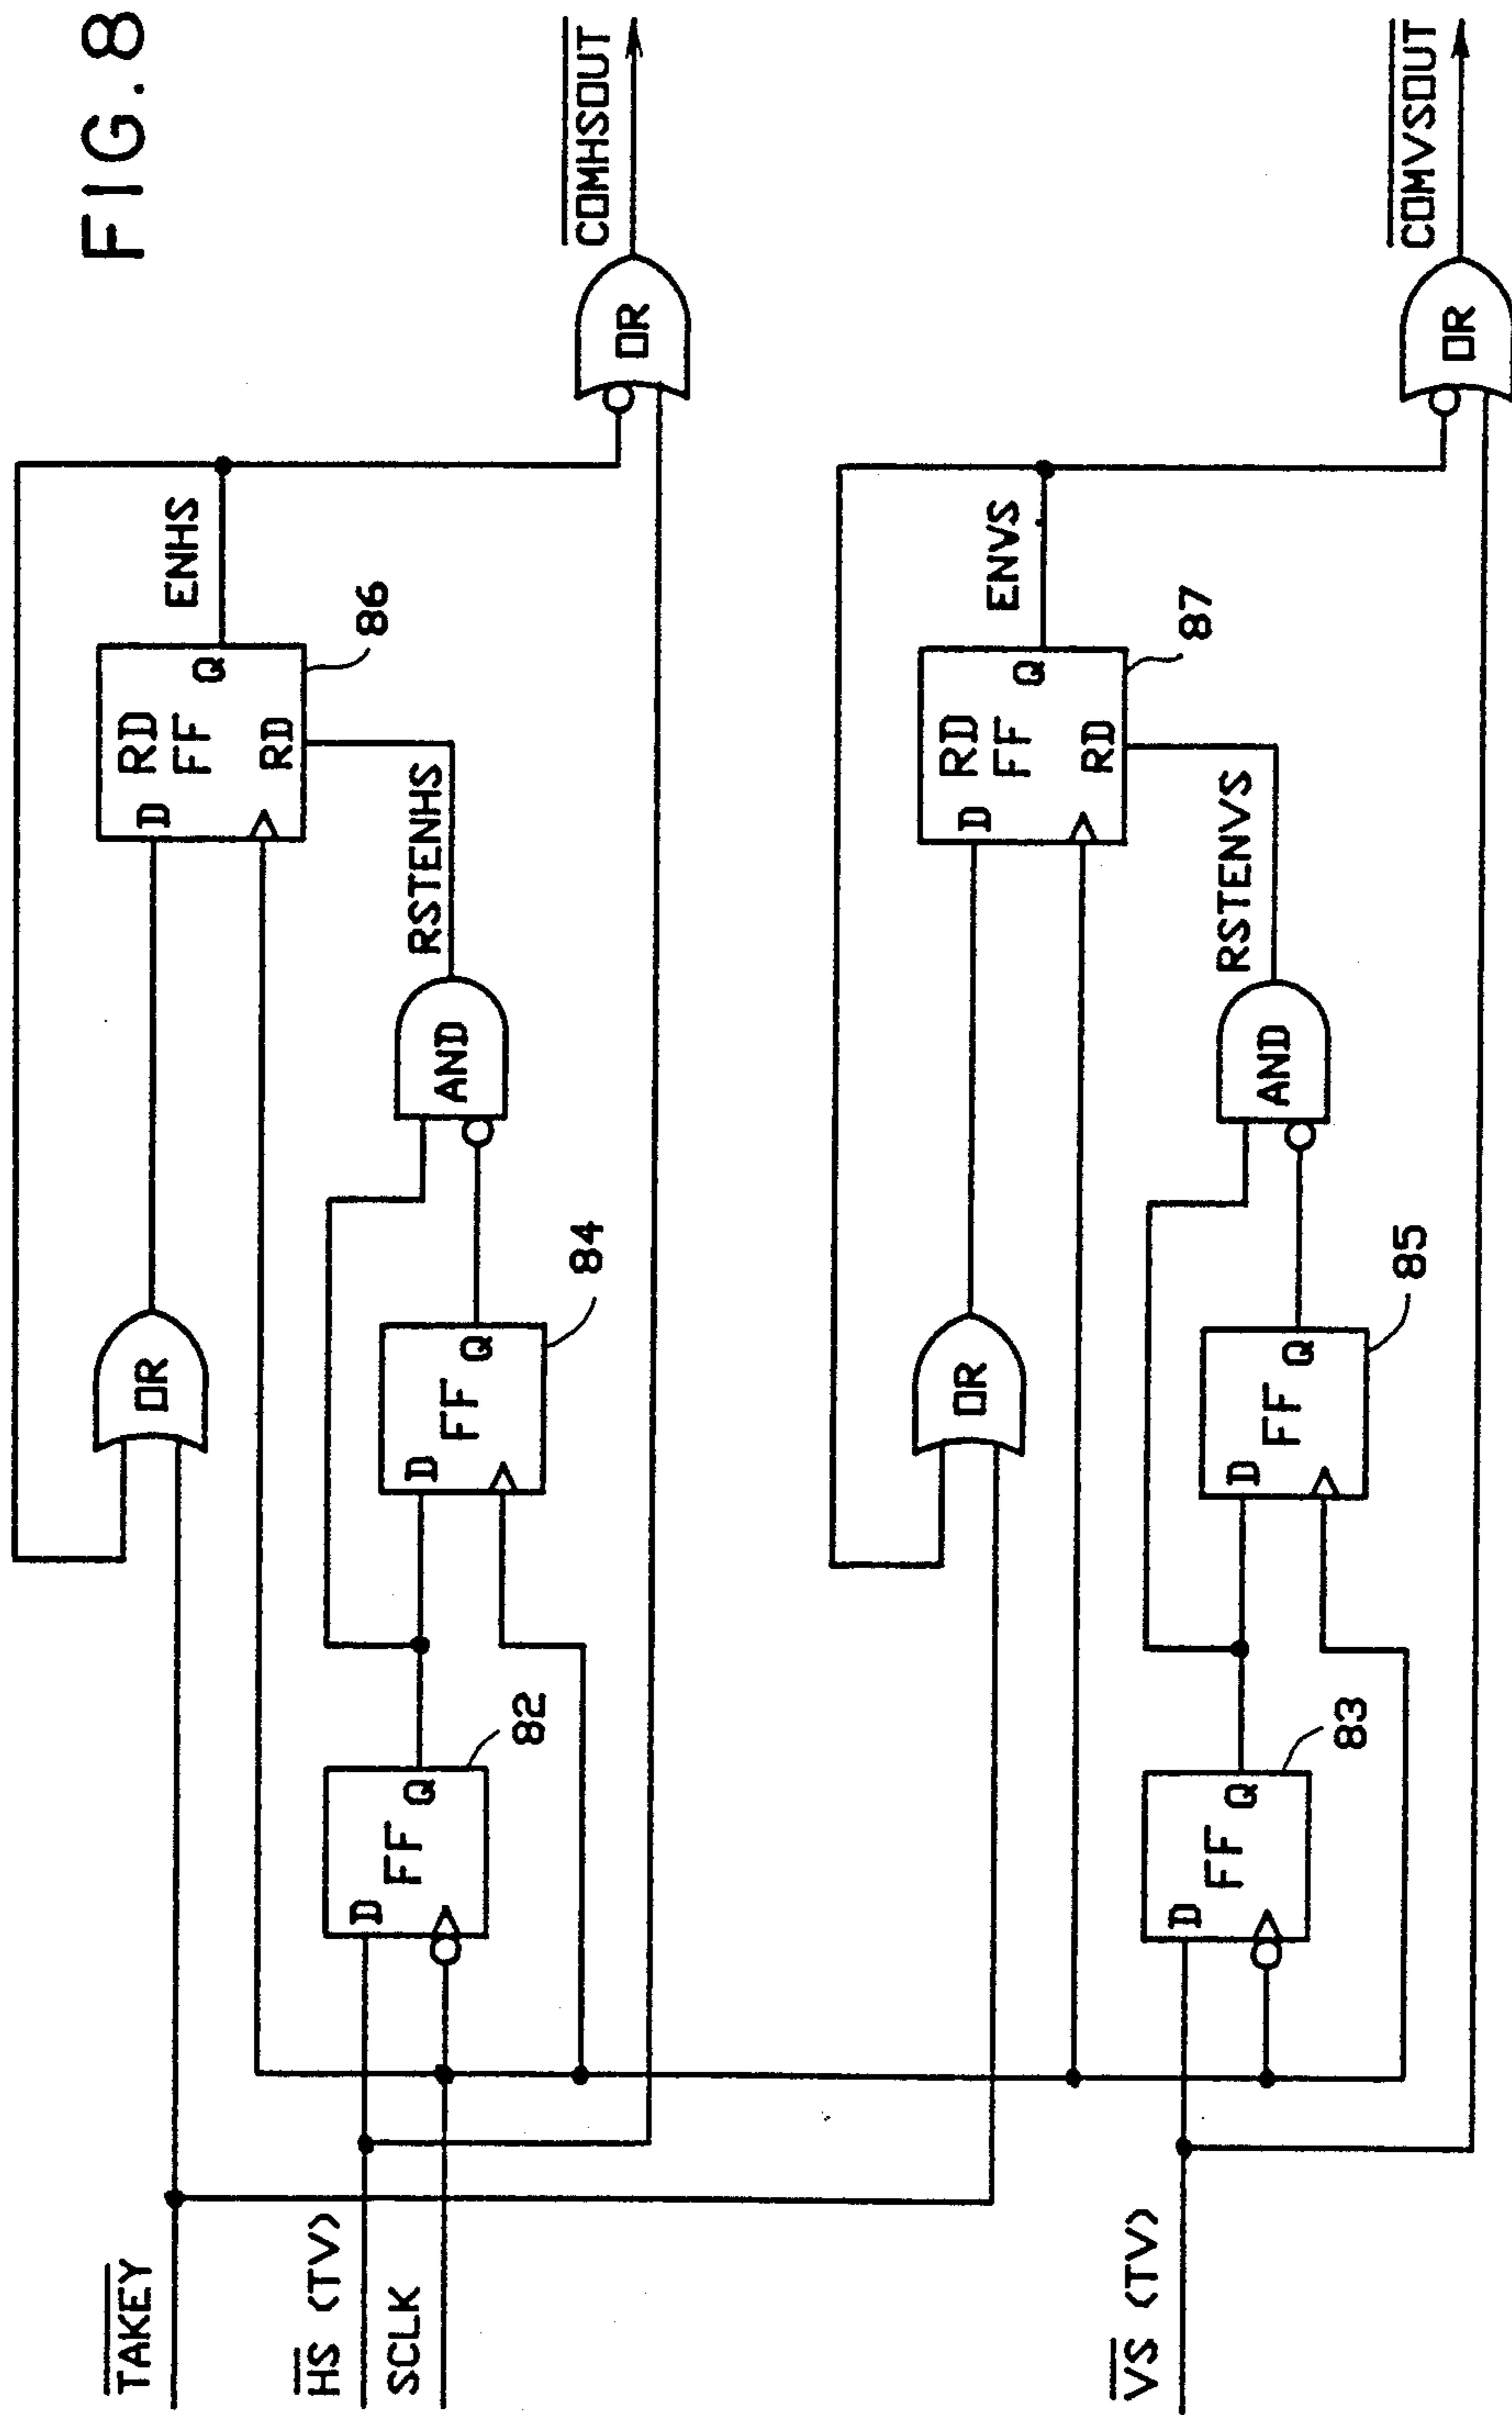 FIG. 8
TAKEY
HS (TV)
SCLK
VS (TV)
OR
D
RD
FF
Q
RD
ENHS
86
COMHSOUT
OR
D
FF
Q
82
D
FF
Q
84
AND
RSTENHS
OR
D
RD
FF
Q
RD
ENVS
87
COMVSOUT
OR
D
FF
Q
83
D
FF
Q
85
AND
RSTENVS